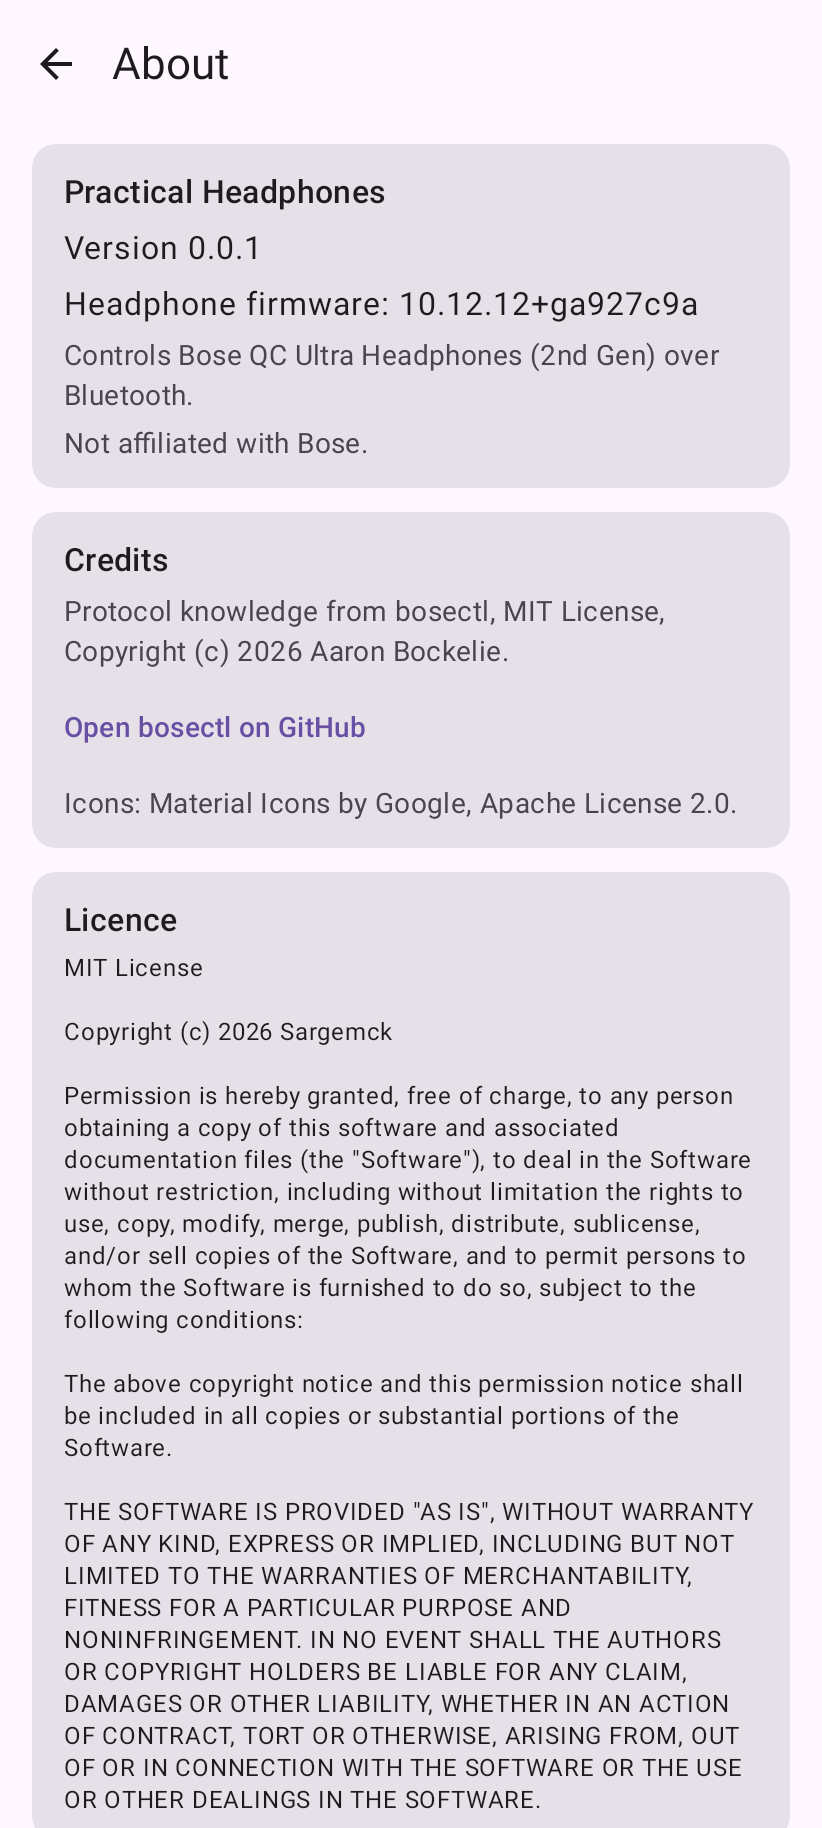 About
Practical Headphones
Version 0.0.1
Headphone firmware: 10.12.12+ga927c9a
Controls Bose QC Ultra Headphones (2nd Gen) over
Bluetooth.
Not affiliated with Bose.
Credits
Protocol knowledge from bosectl, MIT License,
Copyright (c) 2026 Aaron Bockelie.
Open bosectl on GitHub
Icons: Material Icons by Google, Apache License 2.0.
Licence
MIT License
Copyright (c) 2026 Sargemck
Permission is hereby granted, free of charge, to any person
obtaining a copy of this software and associated
documentation files (the "Software"), to deal in the Software
without restriction, including without limitation the rights to
use, copy, modify, merge, publish, distribute, sublicense,
and/or sell copies of the Software, and to permit persons to
whom the Software is furnished to do so, subject to the
following conditions:
The above copyright notice and this permission notice shall
be included in all copies or substantial portions of the
Software.
THE SOFTWARE IS PROVIDED "AS IS", WITHOUT WARRANTY
OF ANY KIND, EXPRESS OR IMPLIED, INCLUDING BUT NOT
LIMITED TO THE WARRANTIES OF MERCHANTABILITY,
FITNESS FOR A PARTICULAR PURPOSE AND
NONINFRINGEMENT. IN NO EVENT SHALL THE AUTHORS
OR COPYRIGHT HOLDERS BE LIABLE FOR ANY CLAIM,
DAMAGES OR OTHER LIABILITY, WHETHER IN AN ACTION
OF CONTRACT, TORT OR OTHERWISE, ARISING FROM, OUT
OF OR IN CONNECTION WITH THE SOFTWARE OR THE USE
OR OTHER DEALINGS IN THE SOFTWARE.